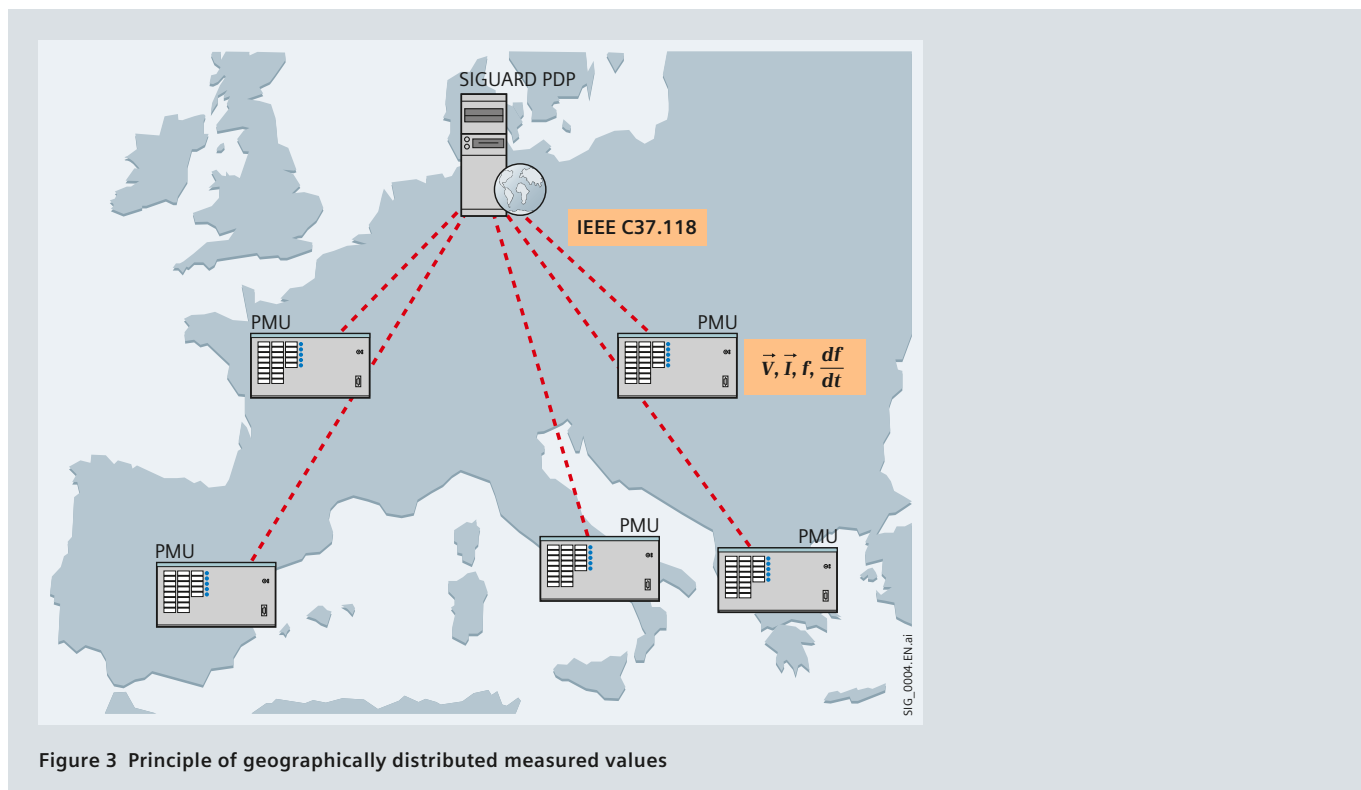 SIGUARD PDP
IEEE C37.118
PMU
PMU
V⃗, I⃗, f, df/dt
PMU
PMU
PMU
SIG_0004.EN.ai
Figure 3 Principle of geographically distributed measured values